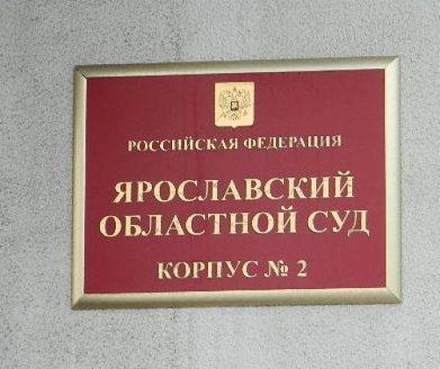 РОССИЙСКАЯ ФЕДЕРАЦИЯ
ЯРОСЛАВСКИЙ
ОБЛАСТНОЙ СУД
КОРПУС № 2